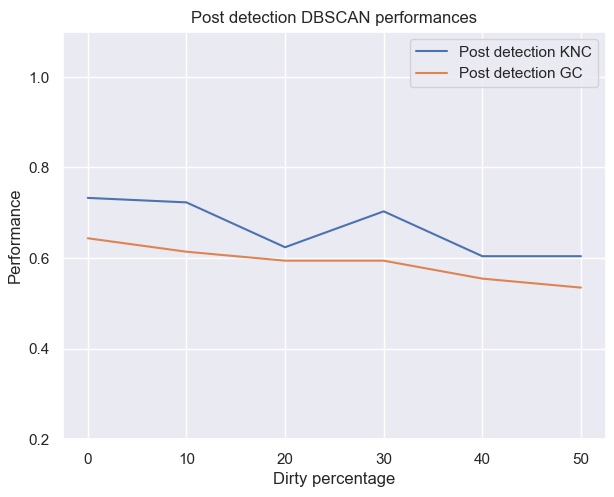 Post detection DBSCAN performances
Post detection KNC
Post detection GC
Performance
1.0
0.8
0.6
0.4
0.2
0 10 20 30 40 50
Dirty percentage